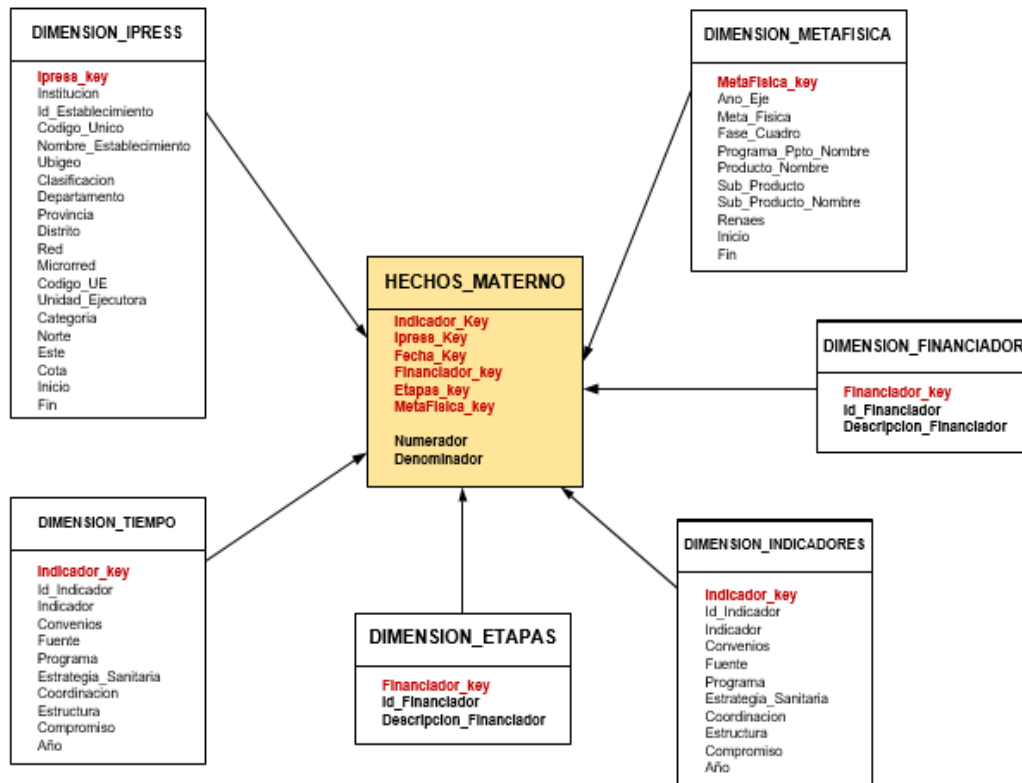 DIMENSION_IPRESS
Ipress_key
Institucion
Id_Establecimiento
Codigo_Unico
Nombre_Establecimiento
Ubigeo
Clasificacion
Departamento
Provincia
Distrito
Red
Microrred
Codigo_UE
Unidad_Ejecutora
Categoria
Norte
Este
Cota
Inicio
Fin
DIMENSION_METAFISICA
MetaFisica_key
Ano_Eje
Meta_Fisica
Fase_Cuadro
Programa_Ppto_Nombre
Producto_Nombre
Sub_Producto
Sub_Producto_Nombre
Renaes
Inicio
Fin
HECHOS_MATERNO
Indicador_Key
Ipress_Key
Fecha_Key
Financiador_key
Etapas_key
MetaFisica_key
Numerador
Denominador
DIMENSION_FINANCIADOR
Financiador_key
Id_Financiador
Descripcion_Financiador
DIMENSION_TIEMPO
Indicador_key
Id_Indicador
Indicador
Convenios
Fuente
Programa
Estrategia_Sanitaria
Coordinacion
Estructura
Compromiso
Año
DIMENSION_ETAPAS
Financiador_key
Id_Financiador
Descripcion_Financiador
DIMENSION_INDICADORES
Indicador_key
Id_Indicador
Indicador
Convenios
Fuente
Programa
Estrategia_Sanitaria
Coordinacion
Estructura
Compromiso
Año